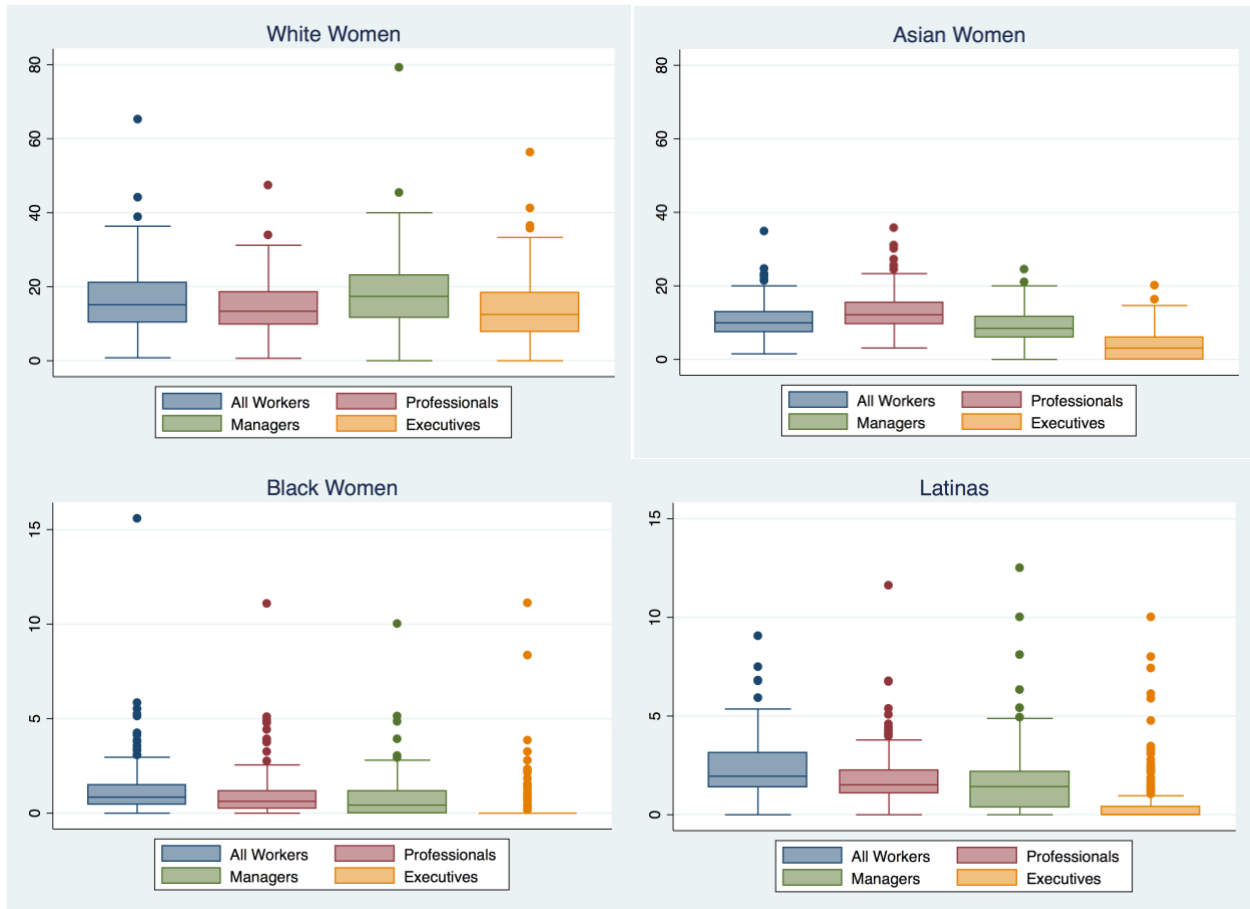 White Women
80
60
40
20
0
All Workers
Professionals
Managers
Executives
Asian Women
80
60
40
20
0
All Workers
Professionals
Managers
Executives
Black Women
15
10
5
0
All Workers
Professionals
Managers
Executives
Latinas
15
10
5
0
All Workers
Professionals
Managers
Executives